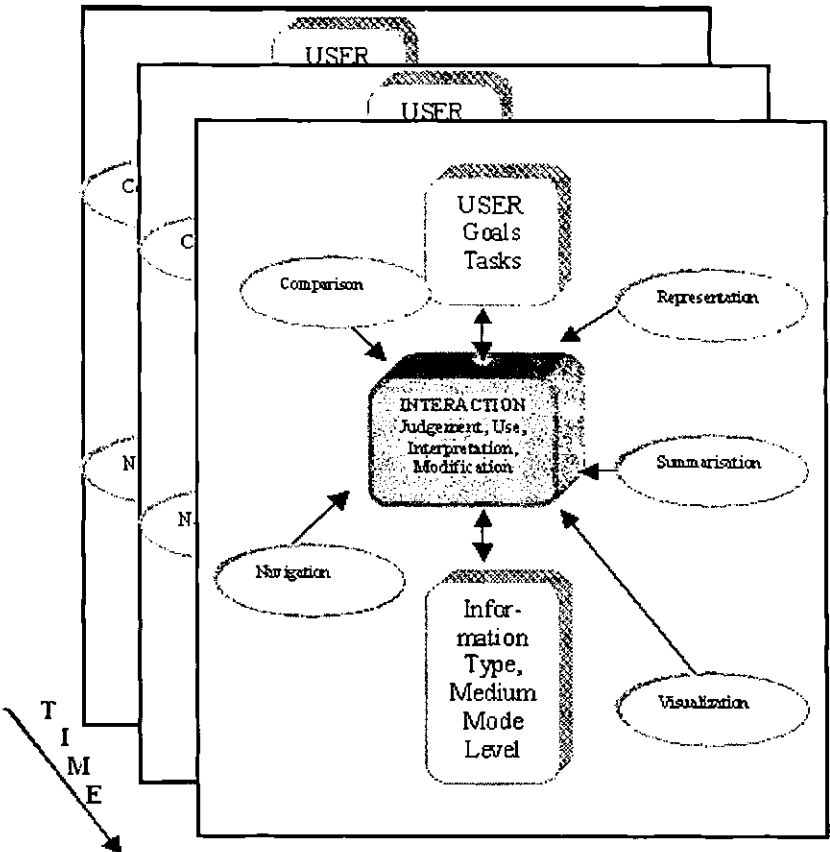 USER
USER
USER
Goals
Tasks
C
C
Comparison
Representation
INTERACTION
Judgement, Use,
Interpretation,
Modification
N
Summarisation
N.
Navigation
Infor-
mation
Type,
Medium
Mode
Level
Visualization
T
I
M
E